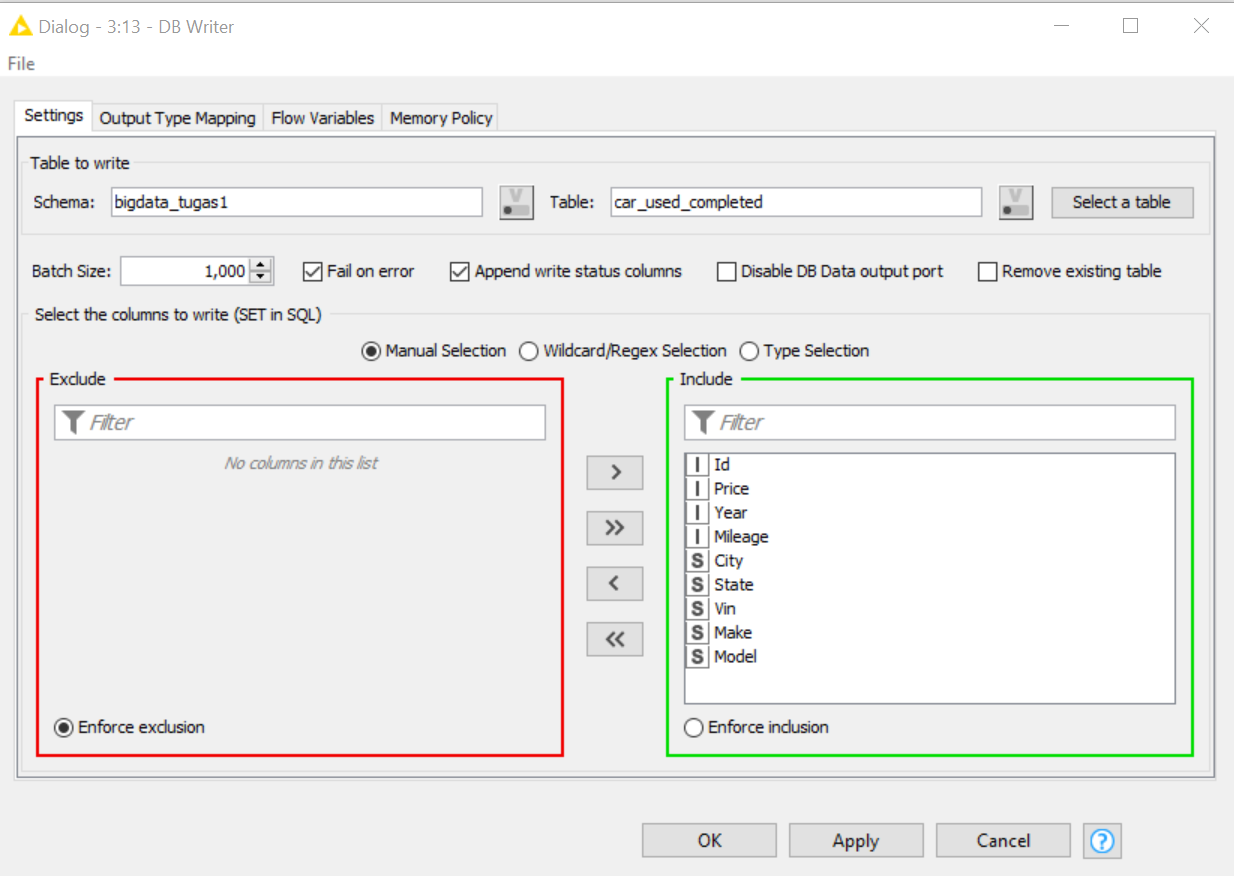 Dialog - 3:13 - DB Writer
File
Settings Output Type Mapping Flow Variables Memory Policy
Table to write
Schema: bigdata_tugas1 V Table: car_used_completed V Select a table
Batch Size: 1,000 Fail on error Append write status columns Disable DB Data output port Remove existing table
Select the columns to write (SET in SQL)
Manual Selection Wildcard/Regex Selection Type Selection
Exclude Include
Filter Filter
No columns in this list
I Id
I Price
I Year
I Mileage
S City
S State
S Vin
S Make
S Model
> 
>>
<
<<
Enforce exclusion Enforce inclusion
OK Apply Cancel ?